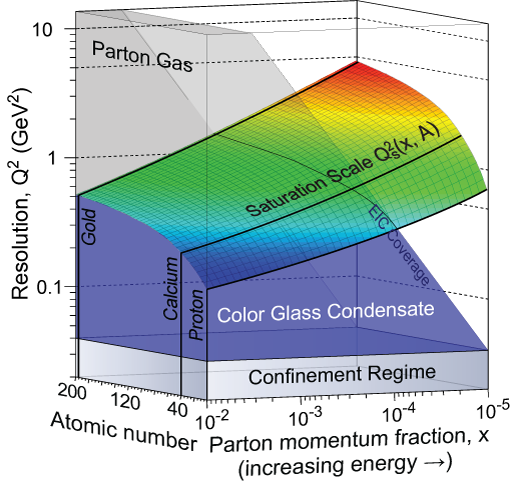 10
1
0.1
Resolution, Q² (GeV²)
Parton Gas
Saturation Scale Q²ₛ(x, A)
EIC Coverage
Gold
Calcium
Proton
Color Glass Condensate
Confinement Regime
200
120
40
Atomic number
10⁻²
10⁻³
10⁻⁴
10⁻⁵
Parton momentum fraction, x
(increasing energy →)